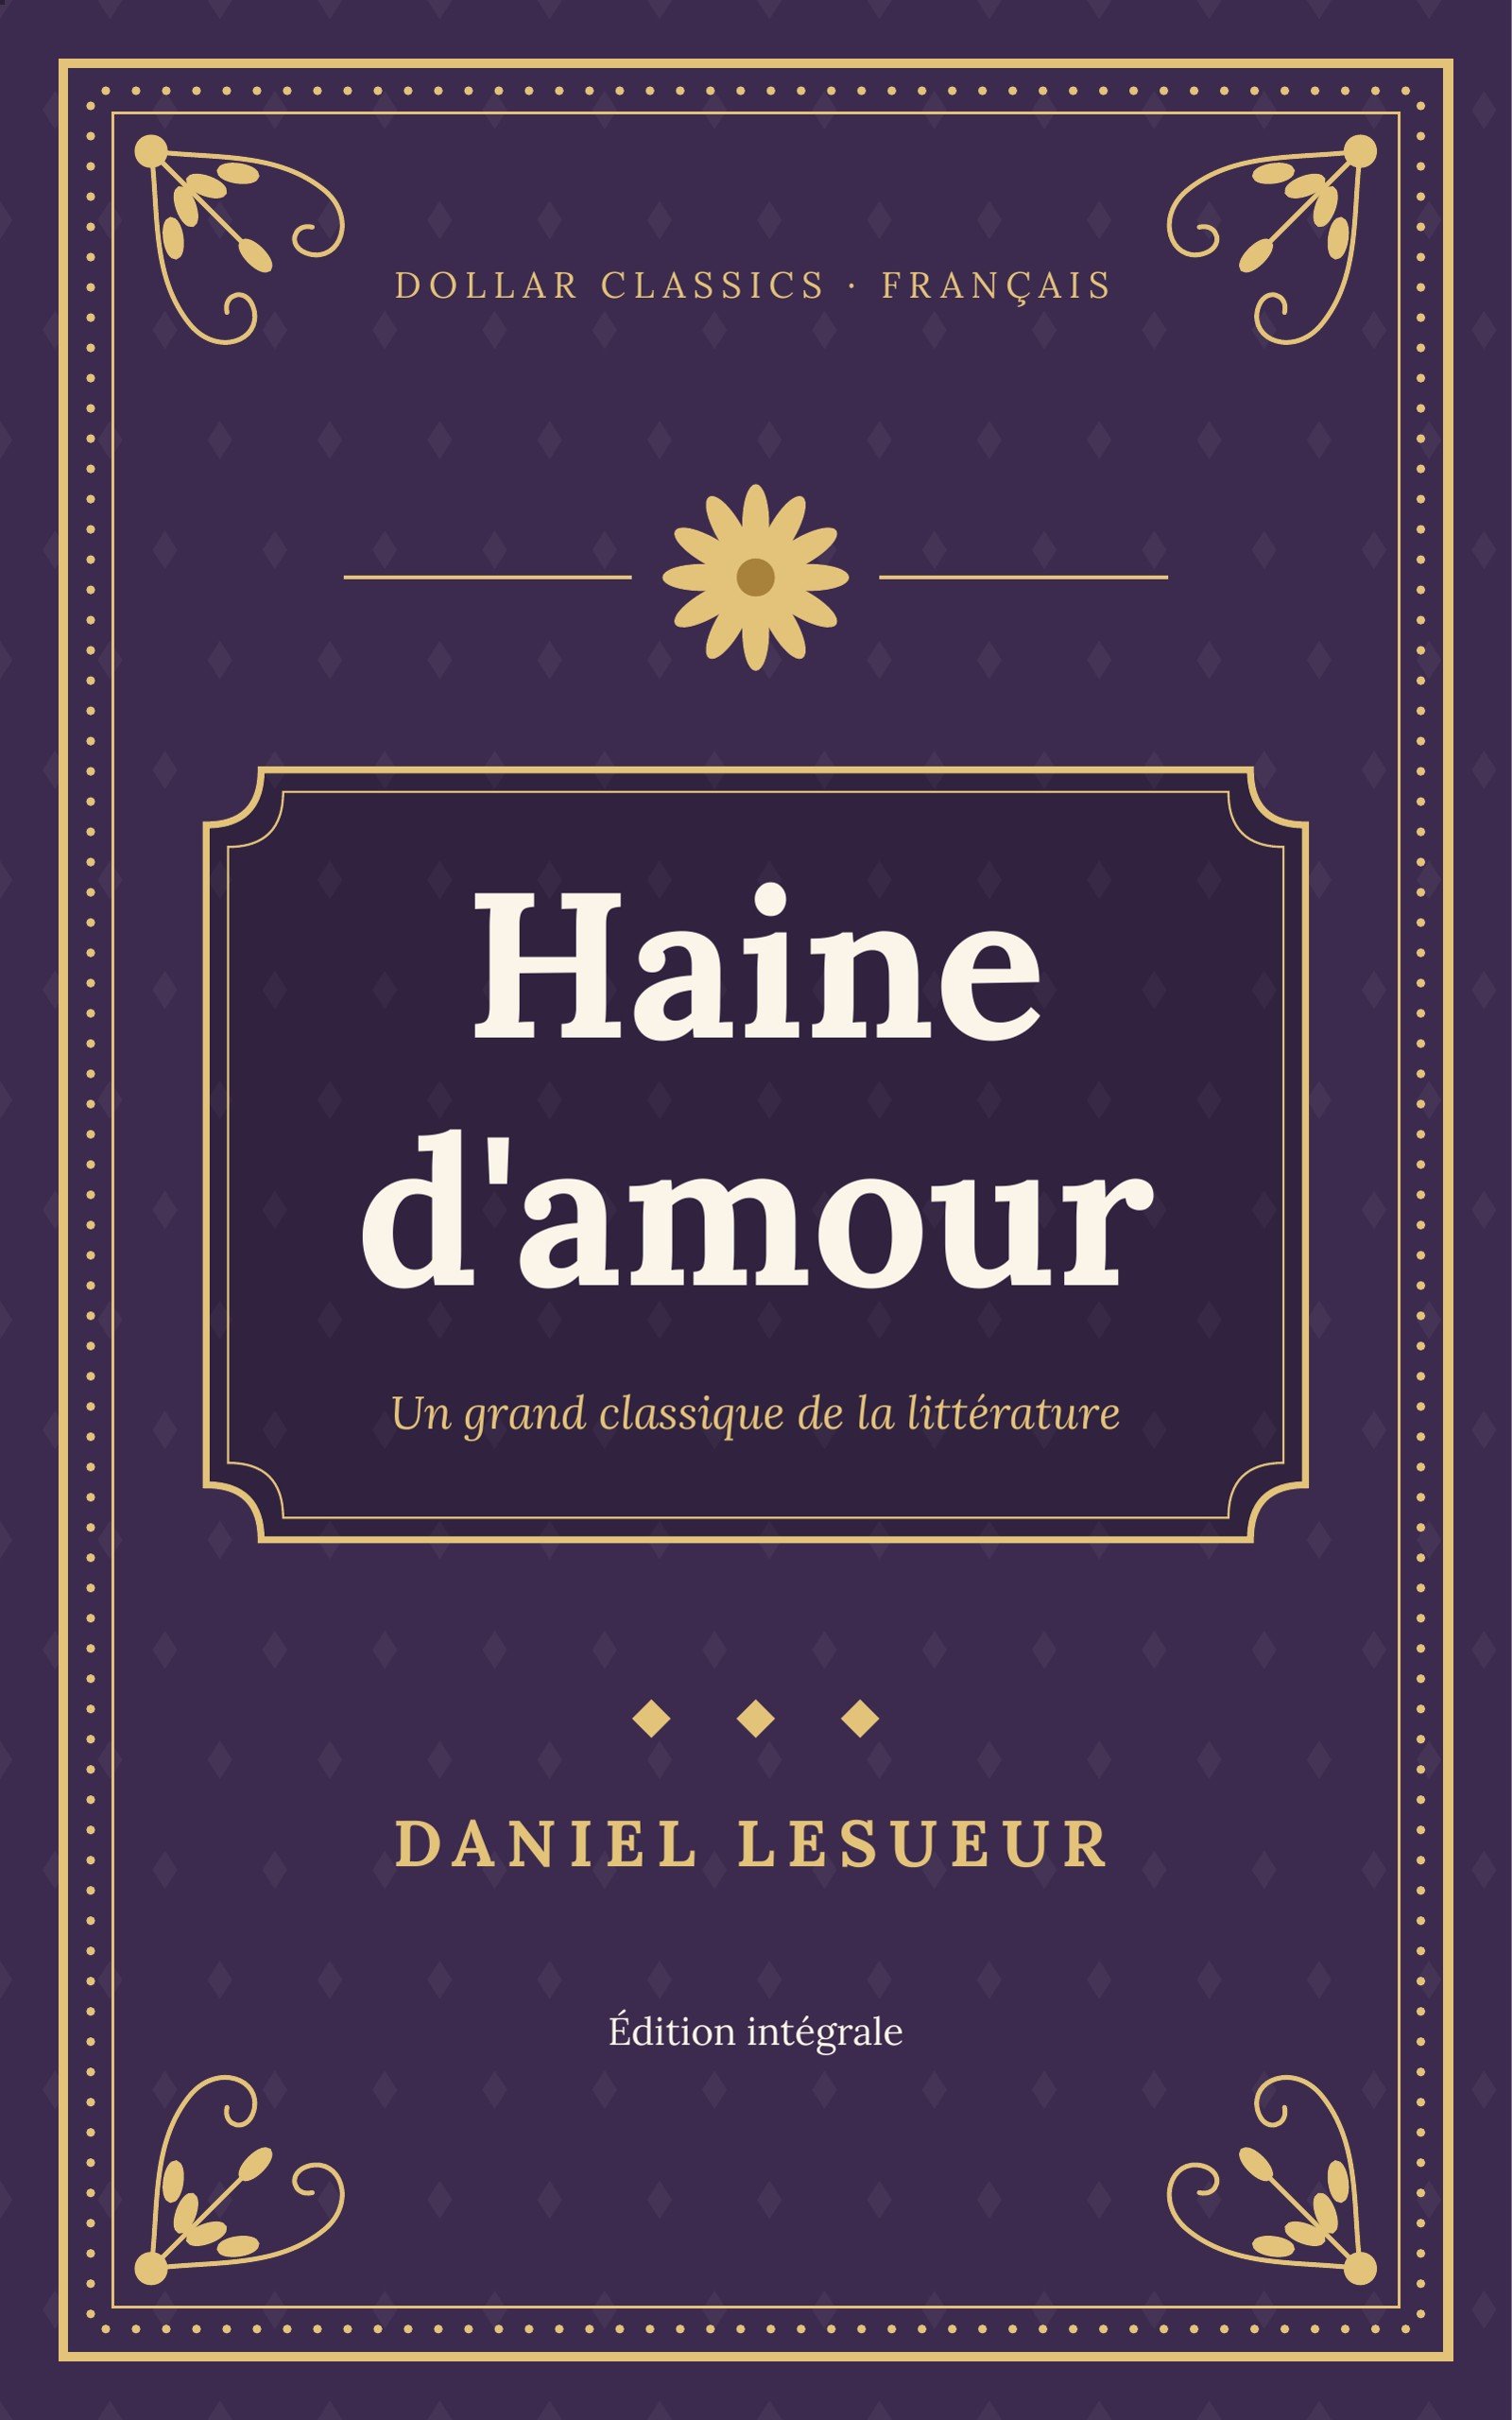 DOLLAR CLASSICS · FRANÇAIS
Haine
d'amour
Un grand classique de la littérature
DANIEL LESUEUR
Édition intégrale